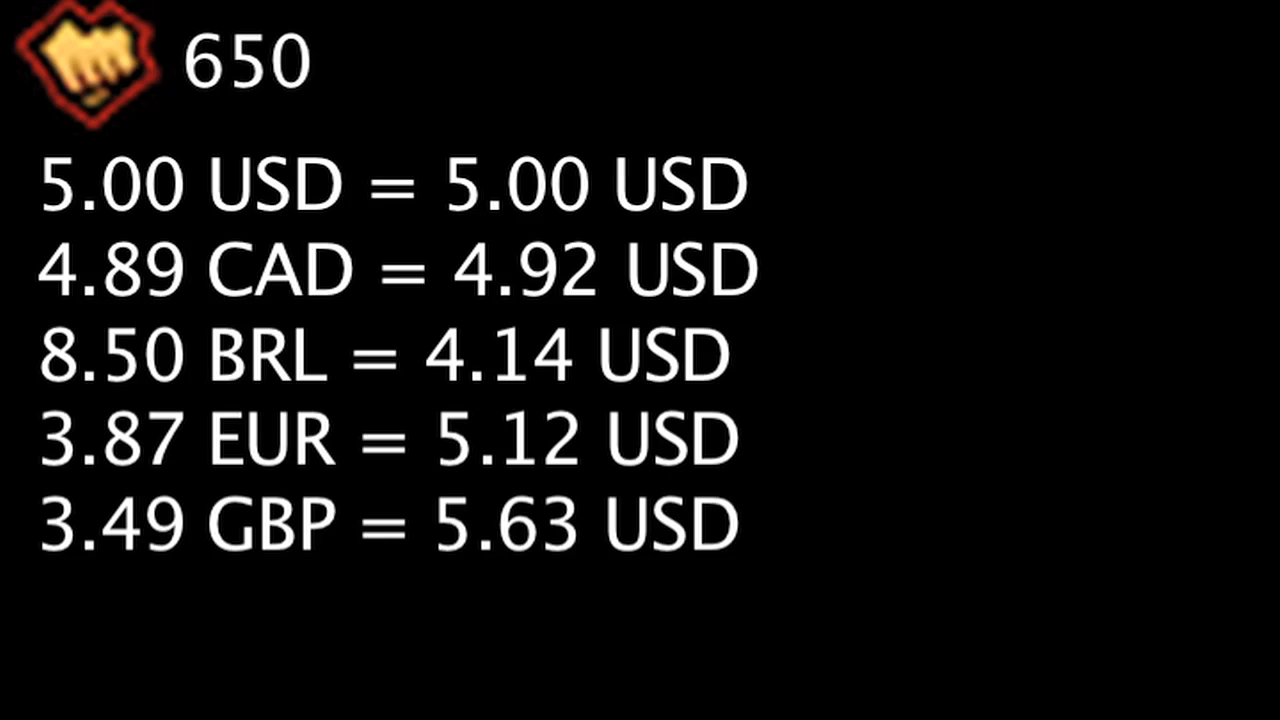 650
5.00 USD = 5.00 USD
4.89 CAD = 4.92 USD
8.50 BRL = 4.14 USD
3.87 EUR = 5.12 USD
3.49 GBP = 5.63 USD